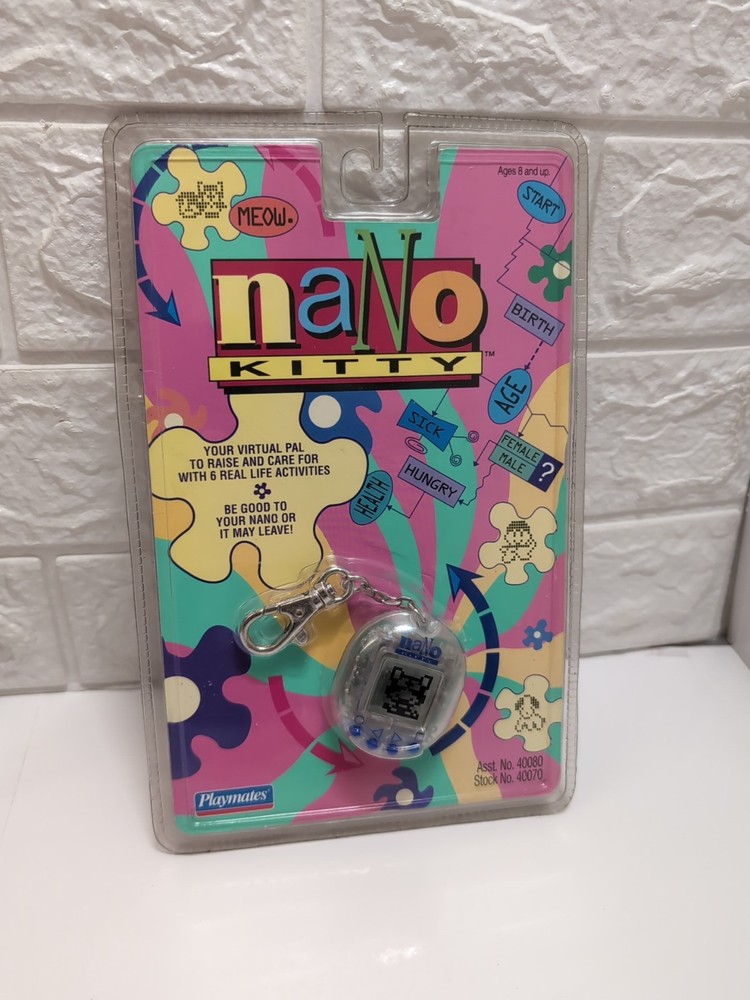 Ages 8 and up.
MEOW.
START
naNo
KITTY™
BIRTH
AGE
SICK
FEMALE
MALE
?
HUNGRY
HEALTH
YOUR VIRTUAL PAL
TO RAISE AND CARE FOR
WITH 6 REAL LIFE ACTIVITIES
BE GOOD TO
YOUR NANO OR
IT MAY LEAVE!
naNo
KITTY
Asst. No. 40080
Stock No. 40070
Playmates®